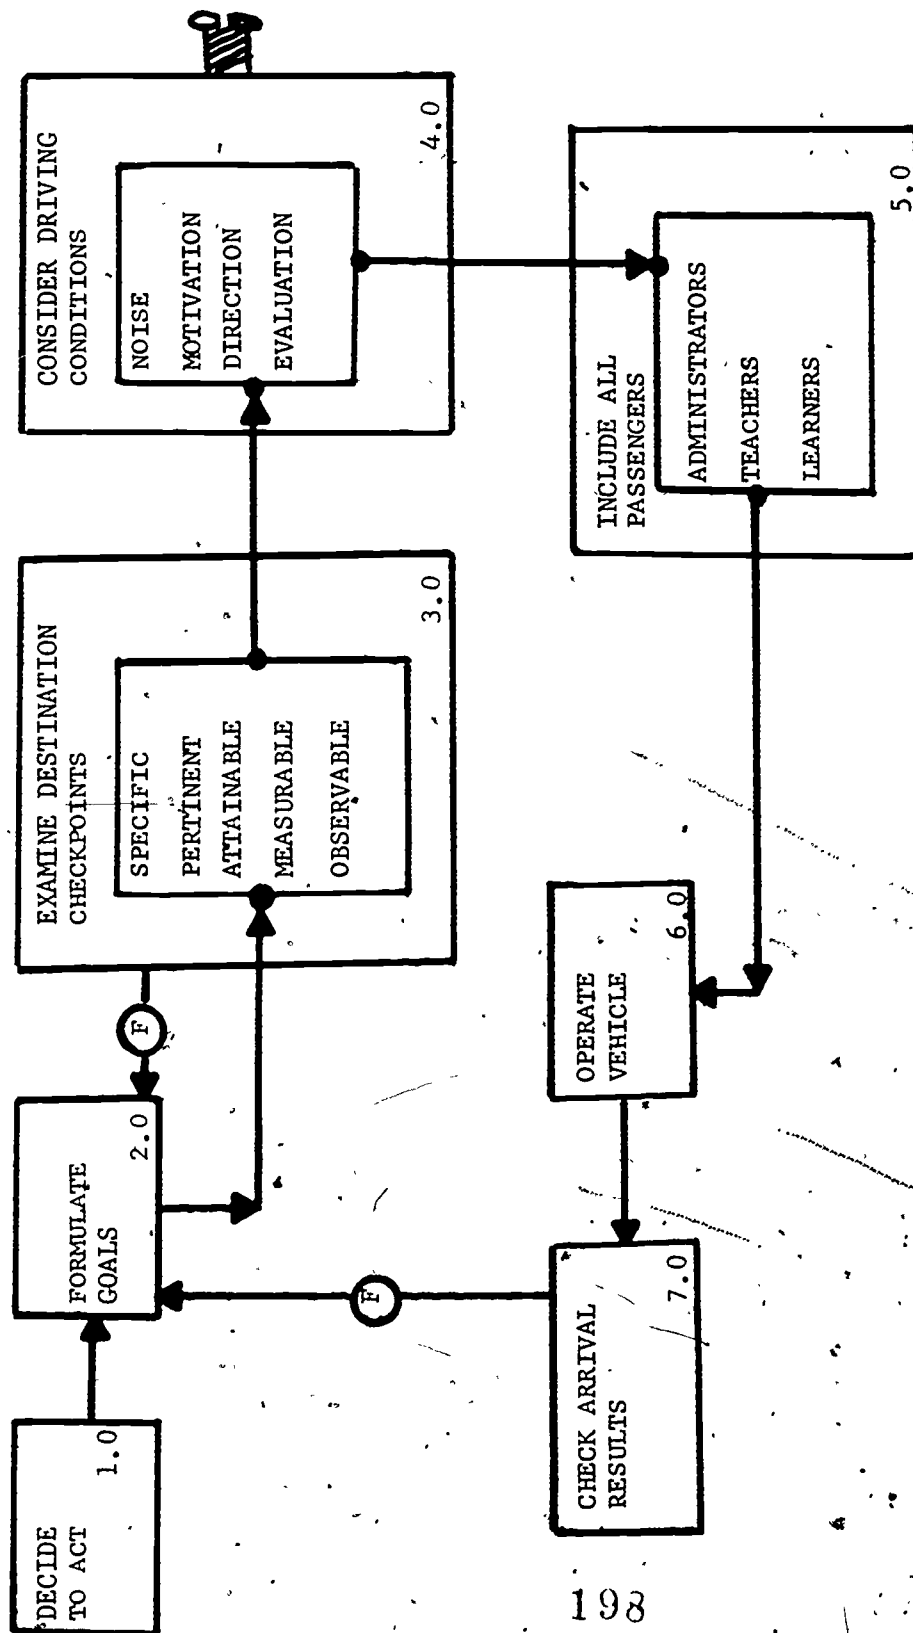 DECIDE
TO ACT
1.0
FORMULATE
GOALS
2.0
F
EXAMINE DESTINATION
CHECKPOINTS
SPECIFIC
PERTINENT
ATTAINABLE
MEASURABLE
OBSERVABLE
3.0
CONSIDER DRIVING
CONDITIONS
NOISE
MOTIVATION
DIRECTION
EVALUATION
4.0
INCLUDE ALL
PASSENGERS
ADMINISTRATORS
TEACHERS
LEARNERS
5.0
OPERATE
VEHICLE
6.0
CHECK ARRIVAL
RESULTS
7.0
F
198